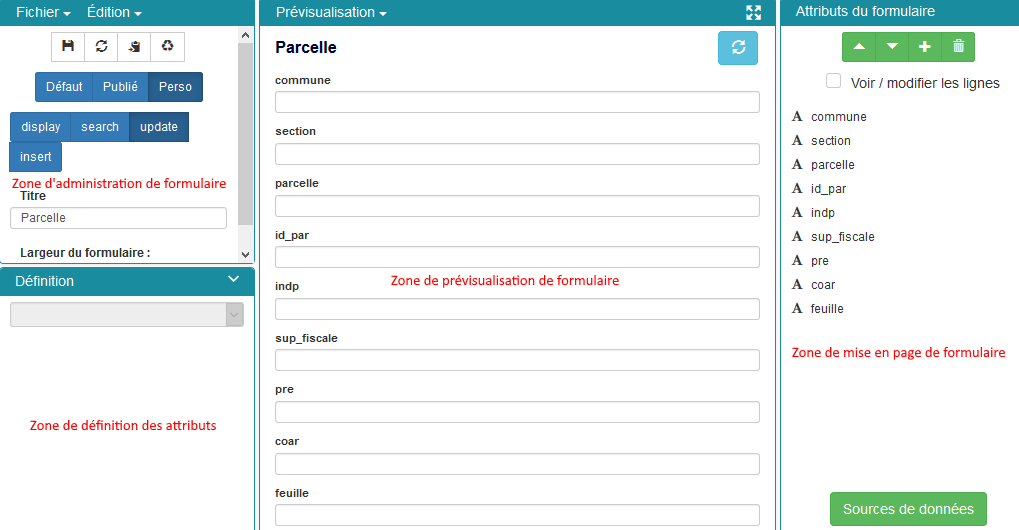 Fichier Édition
Défaut Publié Perso
display search update
insert
Zone d'administration de formulaire
Titre
Parcelle
Largeur du formulaire :
Définition
Zone de définition des attributs
Prévisualisation
Parcelle
commune
section
parcelle
id_par
Zone de prévisualisation de formulaire
indp
sup_fiscale
pre
coar
feuille
Attributs du formulaire
Voir / modifier les lignes
A commune
A section
A parcelle
A id_par
A indp
A sup_fiscale
A pre
A coar
A feuille
Zone de mise en page de formulaire
Sources de données